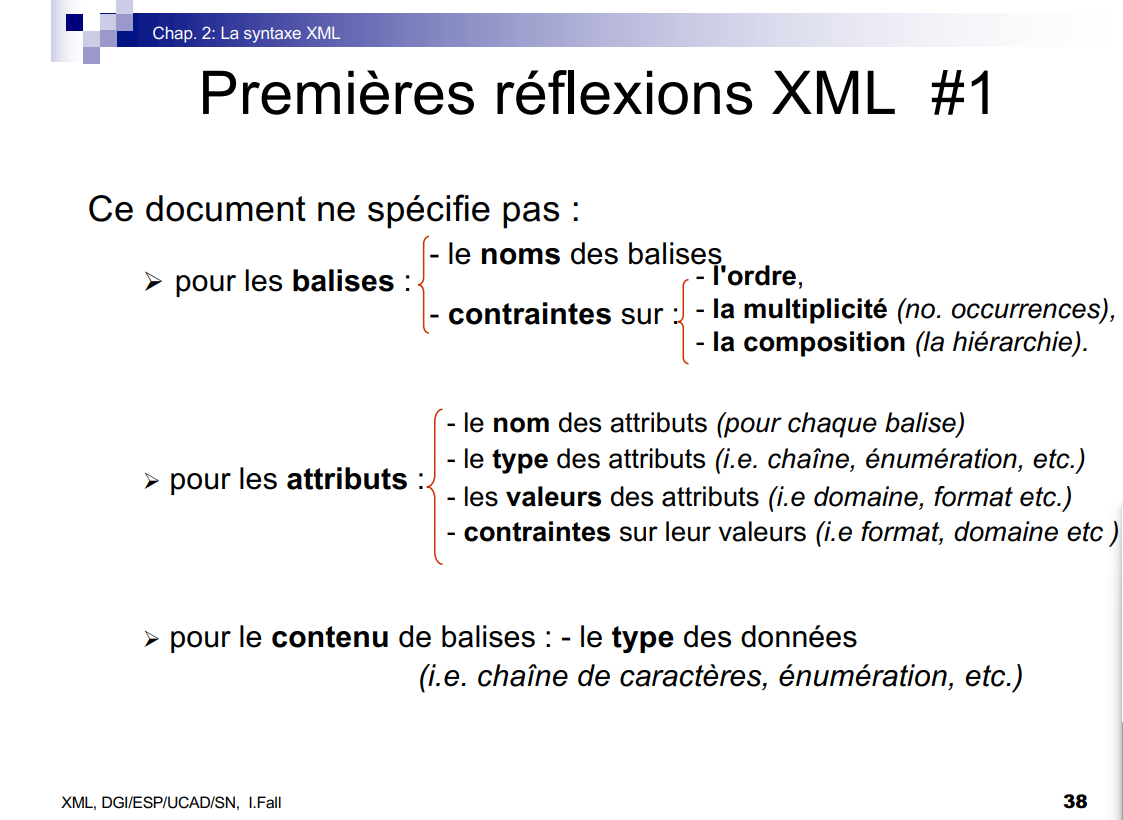 Chap. 2: La syntaxe XML
Premières réflexions XML #1
Ce document ne spécifie pas :
➢ pour les balises :
- le noms des balises
- contraintes sur :
- l'ordre,
- la multiplicité (no. occurrences),
- la composition (la hiérarchie).
➢ pour les attributs :
- le nom des attributs (pour chaque balise)
- le type des attributs (i.e. chaîne, énumération, etc.)
- les valeurs des attributs (i.e domaine, format etc.)
- contraintes sur leur valeurs (i.e format, domaine etc )
➢ pour le contenu de balises : - le type des données
(i.e. chaîne de caractères, énumération, etc.)
XML, DGI/ESP/UCAD/SN, I.Fall
38